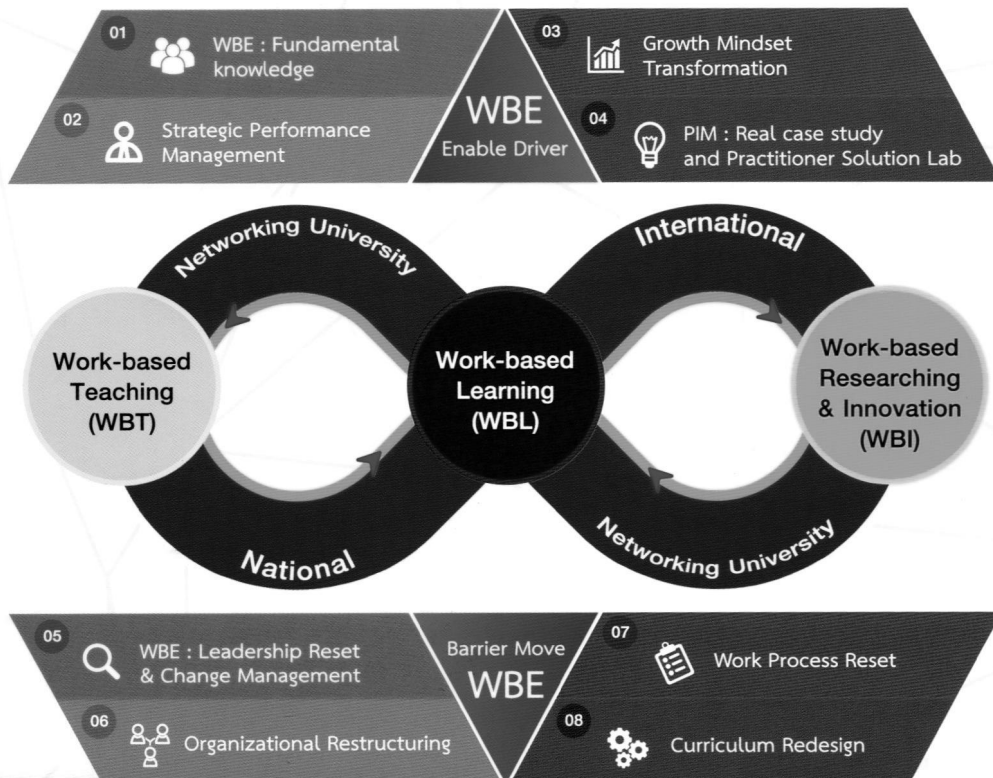 01
WBE : Fundamental
knowledge
02
Strategic Performance
Management
WBE
Enable Driver
03
Growth Mindset
Transformation
04
PIM : Real case study
and Practitioner Solution Lab
Networking University
International
Work-based
Teaching
(WBT)
Work-based
Learning
(WBL)
Work-based
Researching
& Innovation
(WBI)
National
Networking University
05
WBE : Leadership Reset
& Change Management
06
Organizational Restructuring
Barrier Move
WBE
07
Work Process Reset
08
Curriculum Redesign